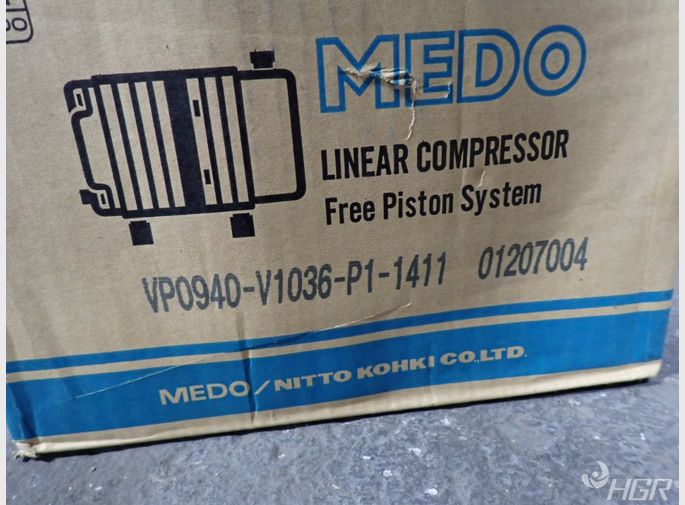 MEDO
LINEAR COMPRESSOR
Free Piston System
VP0940-V1036-P1-1411 01207004
MEDO/NITTO KOHKI CO.,LTD.
HGR